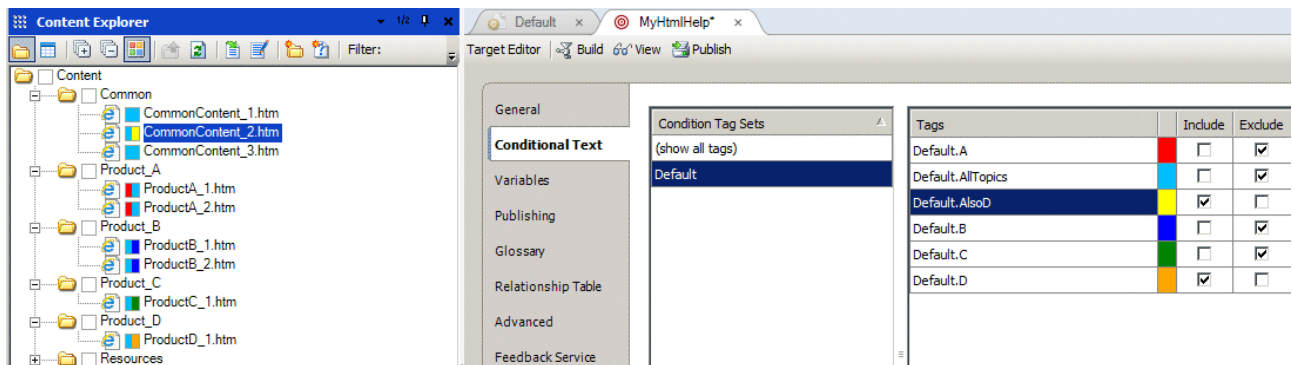 Content Explorer 1/2
Filter:
Content
Common
CommonContent_1.htm
CommonContent_2.htm
CommonContent_3.htm
Product_A
ProductA_1.htm
ProductA_2.htm
Product_B
ProductB_1.htm
ProductB_2.htm
Product_C
ProductC_1.htm
Product_D
ProductD_1.htm
Resources
Default MyHtmlHelp*
Target Editor Build View Publish
General
Conditional Text
Variables
Publishing
Glossary
Relationship Table
Advanced
Feedback Service
Condition Tag Sets
(show all tags)
Default
Tags Include Exclude
Default.A
Default.AllTopics
Default.AlsoD
Default.B
Default.C
Default.D